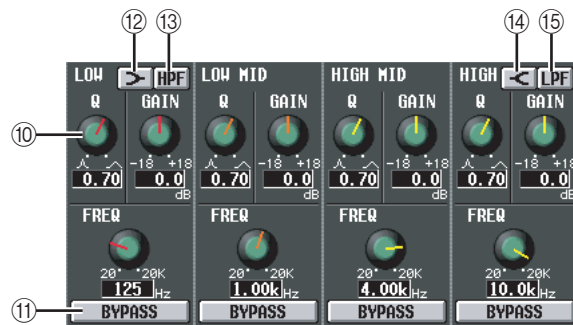 ⑫ ⑬ ⑭ ⑮
LOW HPF LOW MID HIGH MID HIGH LPF
Q GAIN Q GAIN Q GAIN Q GAIN
⑩
-18 +18 -18 +18 -18 +18 -18 +18
0.70 0.0 0.70 0.0 0.70 0.0 0.70 0.0
dB dB dB dB
FREQ FREQ FREQ FREQ
20 20K 20 20K 20 20K 20 20K
125 Hz 1.00k Hz 4.00k Hz 10.0k Hz
⑪ BYPASS BYPASS BYPASS BYPASS